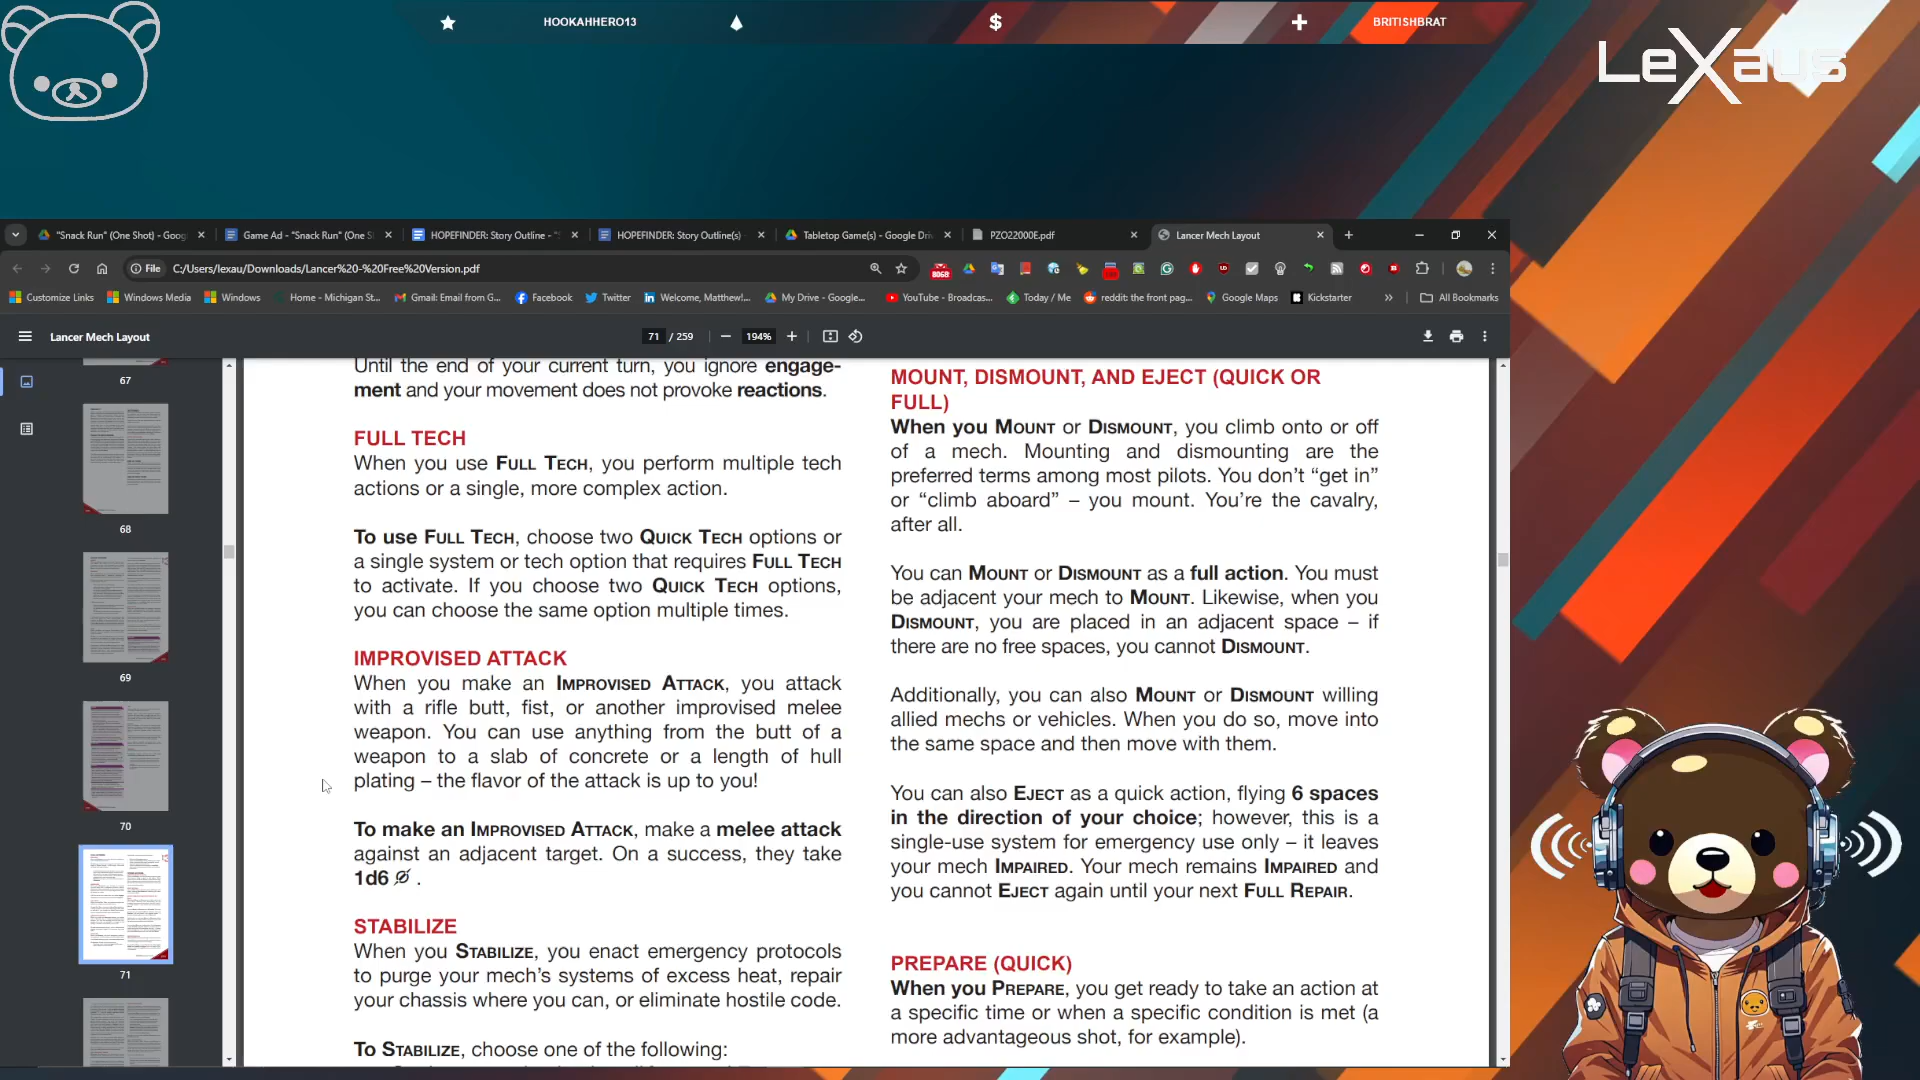 HOOKAHHERO13
$
BRITISHBRAT
LeXaus
"Snack Run" (One Shot) - Goog
Game Ad - "Snack Run" (One S
HOPEFINDER: Story Outline - "S
HOPEFINDER: Story Outline(s)
Tabletop Game(s) - Google Driv
PZO22000E.pdf
Lancer Mech Layout
File
C:/Users/lexau/Downloads/Lancer%20-%20Free%20Version.pdf
Customize Links
Windows Media
Windows
Home - Michigan St...
Gmail: Email from G...
Facebook
Twitter
Welcome, Matthew!...
My Drive - Google...
YouTube - Broadcas...
Today / Me
reddit: the front pag...
Google Maps
Kickstarter
»
All Bookmarks
Lancer Mech Layout
71 / 259
194%
67
68
69
70
71
Until the end of your current turn, you ignore engage-
ment and your movement does not provoke reactions.
FULL TECH
When you use FULL TECH, you perform multiple tech
actions or a single, more complex action.
To use FULL TECH, choose two QUICK TECH options or
a single system or tech option that requires FULL TECH
to activate. If you choose two QUICK TECH options,
you can choose the same option multiple times.
IMPROVISED ATTACK
When you make an IMPROVISED ATTACK, you attack
with a rifle butt, fist, or another improvised melee
weapon. You can use anything from the butt of a
weapon to a slab of concrete or a length of hull
plating – the flavor of the attack is up to you!
To make an IMPROVISED ATTACK, make a melee attack
against an adjacent target. On a success, they take
1d6 .
STABILIZE
When you STABILIZE, you enact emergency protocols
to purge your mech's systems of excess heat, repair
your chassis where you can, or eliminate hostile code.
To STABILIZE, choose one of the following:
MOUNT, DISMOUNT, AND EJECT (QUICK OR
FULL)
When you MOUNT or DISMOUNT, you climb onto or off
of a mech. Mounting and dismounting are the
preferred terms among most pilots. You don't “get in”
or “climb aboard” – you mount. You're the cavalry,
after all.
You can MOUNT or DISMOUNT as a full action. You must
be adjacent your mech to MOUNT. Likewise, when you
DISMOUNT, you are placed in an adjacent space – if
there are no free spaces, you cannot DISMOUNT.
Additionally, you can also MOUNT or DISMOUNT willing
allied mechs or vehicles. When you do so, move into
the same space and then move with them.
You can also EJECT as a quick action, flying 6 spaces
in the direction of your choice; however, this is a
single-use system for emergency use only – it leaves
your mech IMPAIRED. Your mech remains IMPAIRED and
you cannot EJECT again until your next FULL REPAIR.
PREPARE (QUICK)
When you PREPARE, you get ready to take an action at
a specific time or when a specific condition is met (a
more advantageous shot, for example).